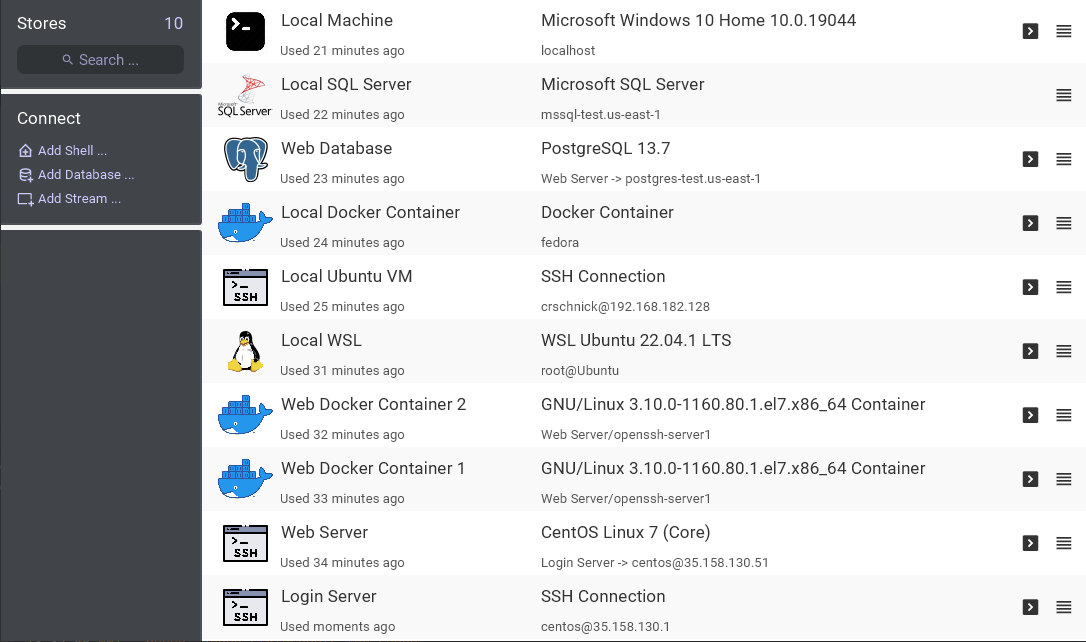 Stores 10
Search ...
Connect
Add Shell ...
Add Database ...
Add Stream ...
Local Machine Microsoft Windows 10 Home 10.0.19044
Used 21 minutes ago localhost
Microsoft
SQL Server
Local SQL Server Microsoft SQL Server
Used 22 minutes ago mssql-test.us-east-1
Web Database PostgreSQL 13.7
Used 23 minutes ago Web Server -> postgres-test.us-east-1
Local Docker Container Docker Container
Used 24 minutes ago fedora
SSH
Local Ubuntu VM SSH Connection
Used 25 minutes ago crschnick@192.168.182.128
Local WSL WSL Ubuntu 22.04.1 LTS
Used 31 minutes ago root@Ubuntu
Web Docker Container 2 GNU/Linux 3.10.0-1160.80.1.el7.x86_64 Container
Used 32 minutes ago Web Server/openssh-server1
Web Docker Container 1 GNU/Linux 3.10.0-1160.80.1.el7.x86_64 Container
Used 33 minutes ago Web Server/openssh-server1
SSH
Web Server CentOS Linux 7 (Core)
Used 34 minutes ago Login Server -> centos@35.158.130.51
SSH
Login Server SSH Connection
Used moments ago centos@35.158.130.1